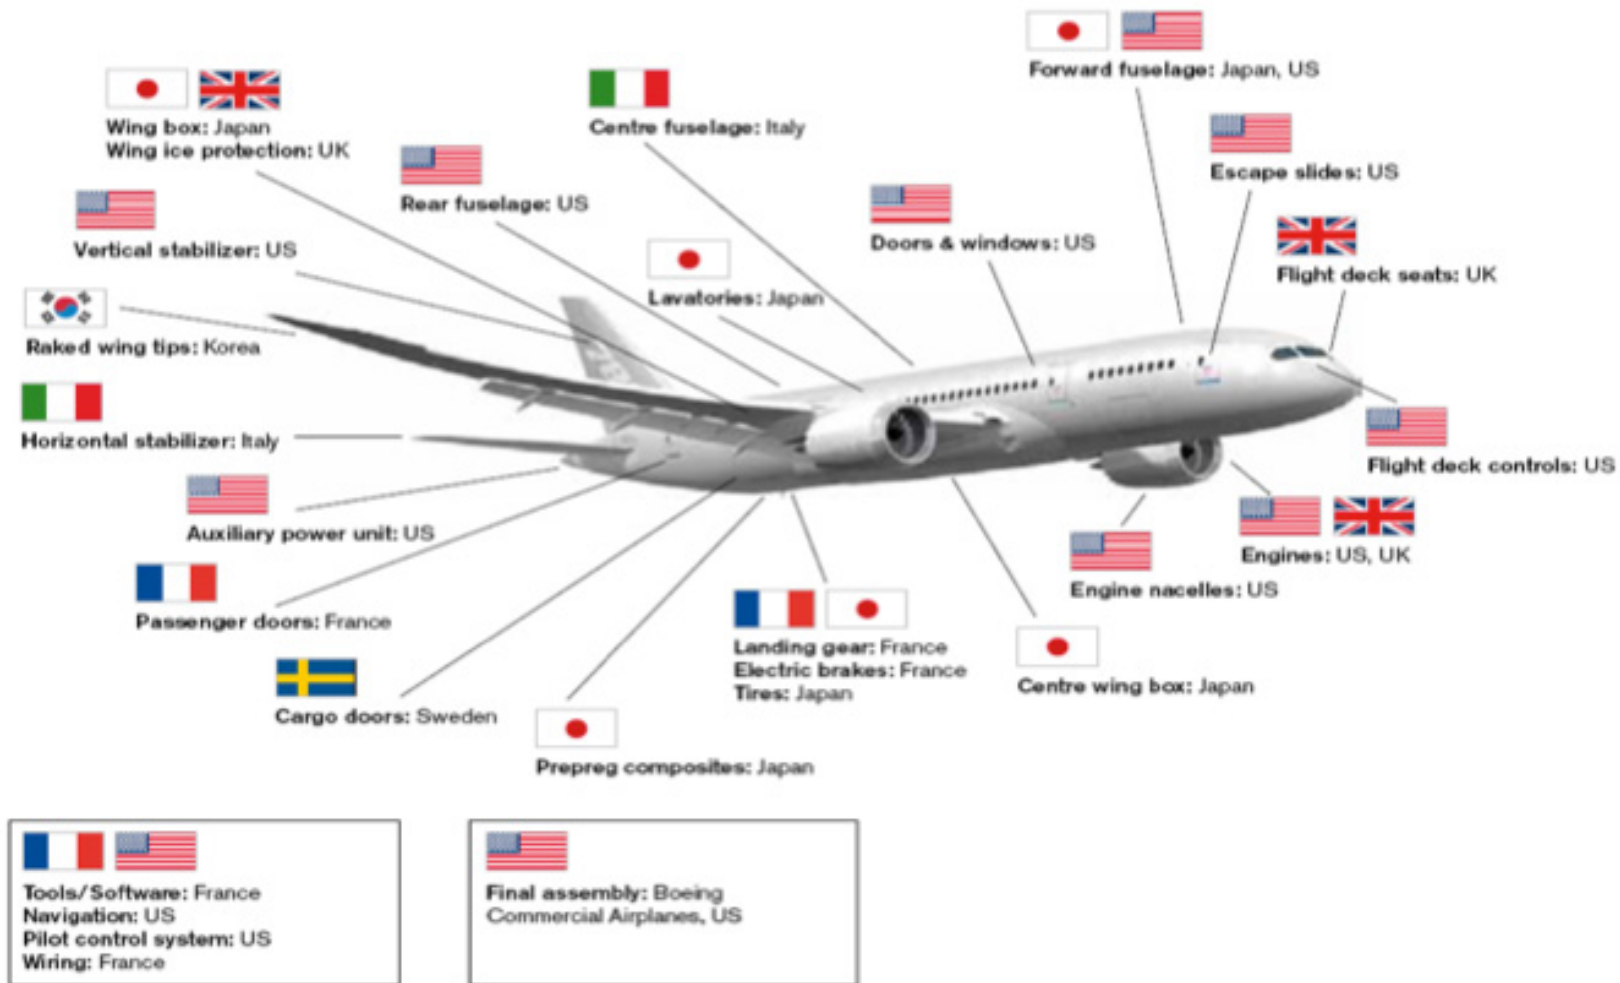 Forward fuselage: Japan, US
Wing box: Japan
Wing ice protection: UK
Centre fuselage: Italy
Escape slides: US
Rear fuselage: US
Doors & windows: US
Vertical stabilizer: US
Flight deck seats: UK
Lavatories: Japan
Raked wing tips: Korea
Horizontal stabilizer: Italy
Flight deck controls: US
Auxiliary power unit: US
Engines: US, UK
Engine nacelles: US
Passenger doors: France
Landing gear: France
Electric brakes: France
Tires: Japan
Centre wing box: Japan
Cargo doors: Sweden
Prepreg composites: Japan
Tools/Software: France
Navigation: US
Pilot control system: US
Wiring: France
Final assembly: Boeing
Commercial Airplanes, US